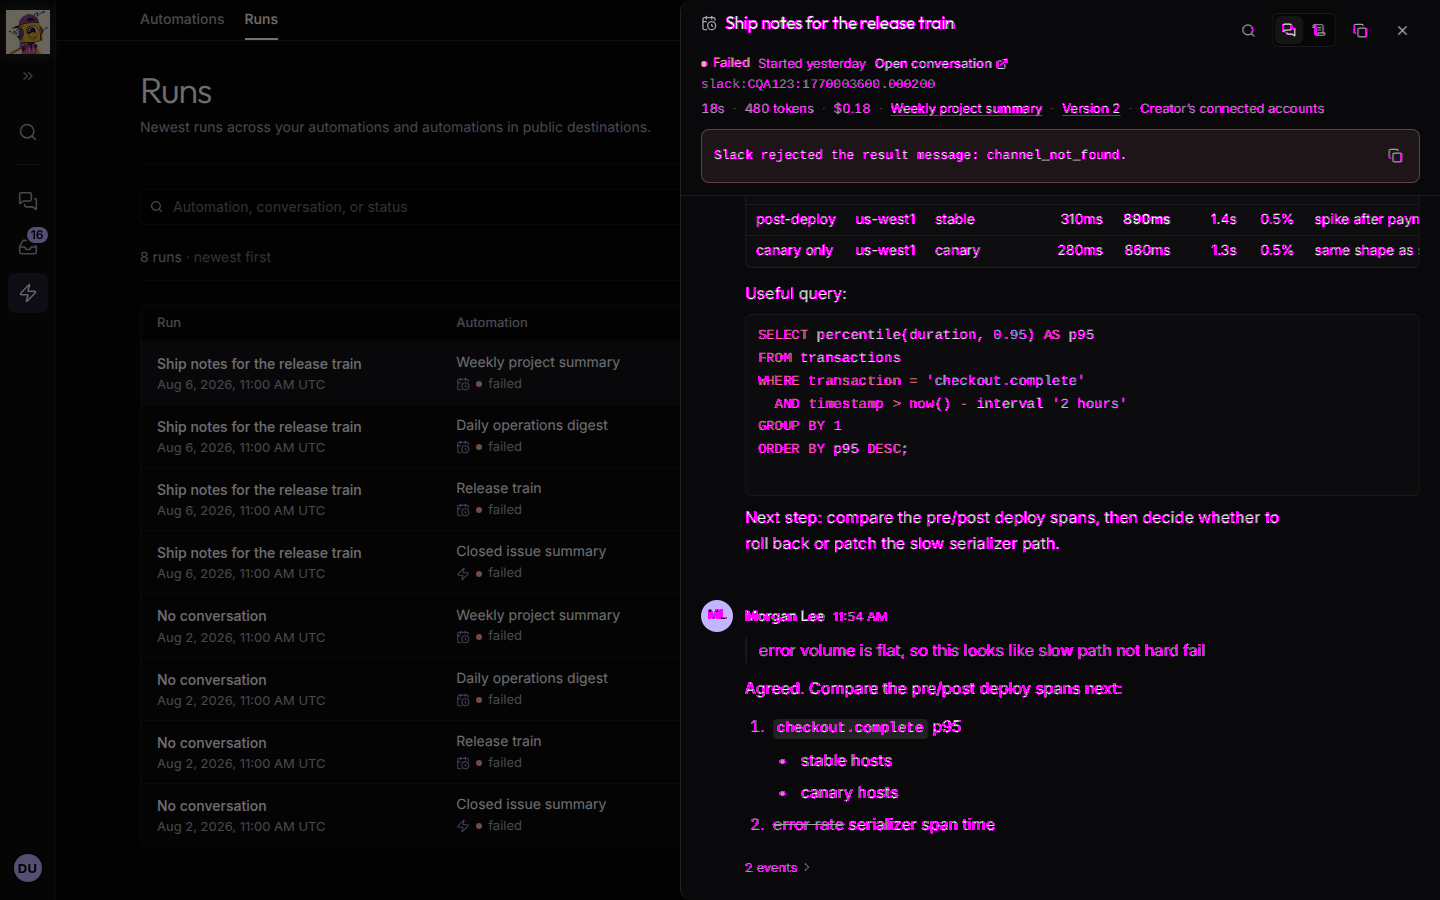 Automations Runs
Runs
Newest runs across your automations and automations in public destinations.
Automation, conversation, or status
8 runs · newest first
Run Automation
Ship notes for the release train Weekly project summary
Aug 6, 2026, 11:00 AM UTC failed
Ship notes for the release train Daily operations digest
Aug 6, 2026, 11:00 AM UTC failed
Ship notes for the release train Release train
Aug 6, 2026, 11:00 AM UTC failed
Ship notes for the release train Closed issue summary
Aug 6, 2026, 11:00 AM UTC failed
No conversation Weekly project summary
Aug 2, 2026, 11:00 AM UTC failed
No conversation Daily operations digest
Aug 2, 2026, 11:00 AM UTC failed
No conversation Release train
Aug 2, 2026, 11:00 AM UTC failed
No conversation Closed issue summary
Aug 2, 2026, 11:00 AM UTC failed
16
DU
Ship notes for the release train
Failed Started yesterday Open conversation
slack:CQA123:1770003600.000200
18s · 480 tokens · $0.18 · Weekly project summary · Version 2 · Creator's connected accounts
Slack rejected the result message: channel_not_found.
post-deploy us-west1 stable 310ms 890ms 1.4s 0.5% spike after
canary only us-west1 canary 280ms 860ms 1.3s 0.5% same shape as
Useful query:
SELECT percentile(duration, 0.95) AS p95
FROM transactions
WHERE transaction = 'checkout.complete'
AND timestamp > now() - interval '2 hours'
GROUP BY 1
ORDER BY p95 DESC;
Next step: compare the pre/post deploy spans, then decide whether to
roll back or patch the slow serializer path.
ML Morgan Lee 11:54 AM
error volume is flat, so this looks like slow path not hard fail
Agreed. Compare the pre/post deploy spans next:
1. checkout.complete p95
• stable hosts
• canary hosts
2. error rate serializer span time
2 events